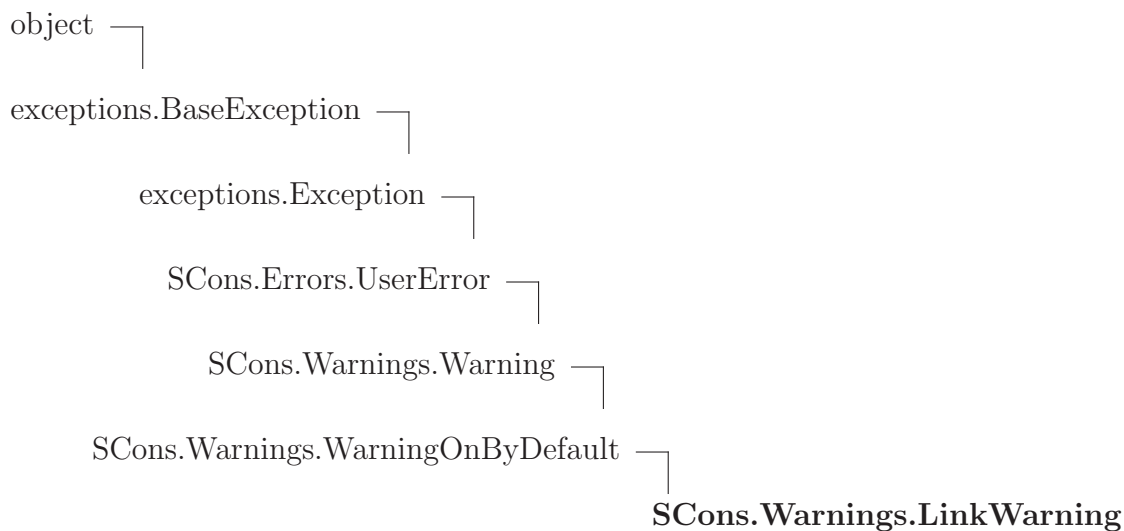 object
exceptions.BaseException
exceptions.Exception
SCons.Errors.UserError
SCons.Warnings.Warning
SCons.Warnings.WarningOnByDefault
SCons.Warnings.LinkWarning